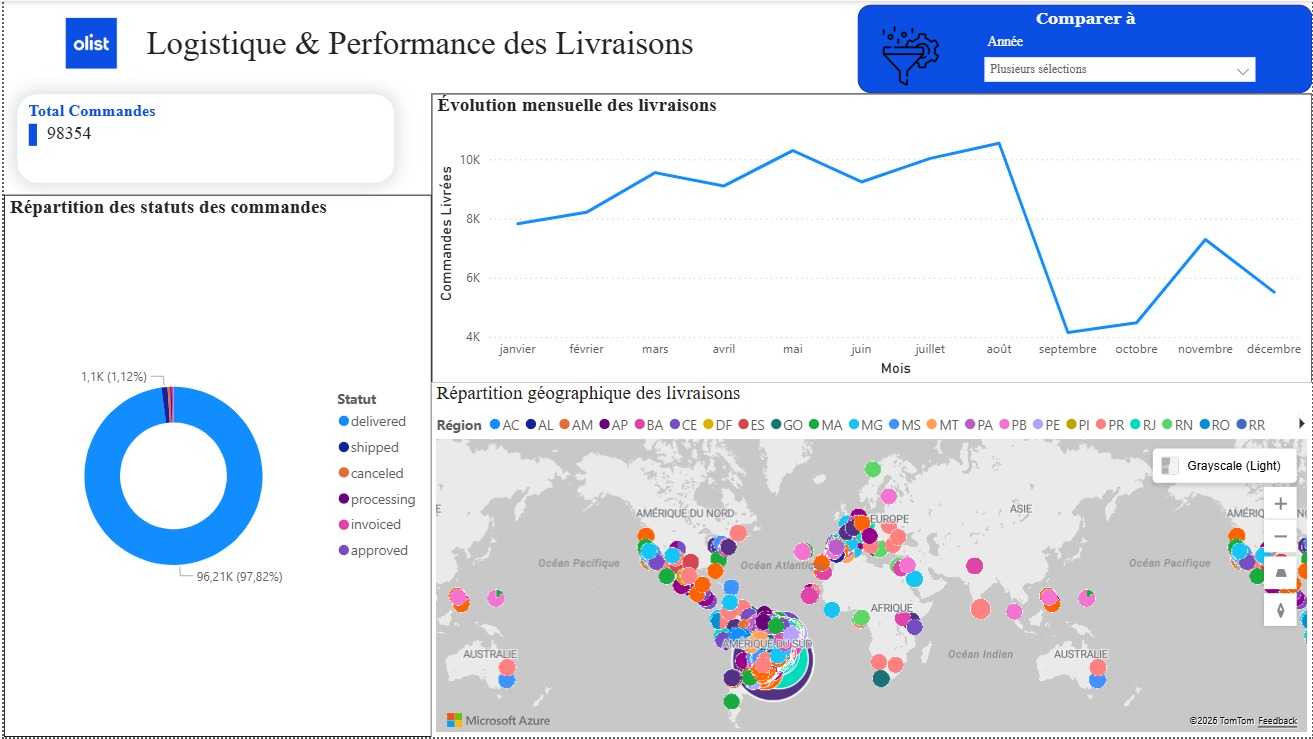 olist
Logistique & Performance des Livraisons
Comparer à
Année
Plusieurs sélections
Total Commandes
98354
Répartition des statuts des commandes
1,1K (1,12%)
96,21K (97,82%)
Statut
delivered
shipped
canceled
processing
invoiced
approved
Évolution mensuelle des livraisons
Commandes Livrées
10K
8K
6K
4K
janvier février mars avril mai juin juillet août septembre octobre novembre décembre
Mois
Répartition géographique des livraisons
Région AC AL AM AP BA CE DF ES GO MA MG MS MT PA PB PE PI PR RJ RN RO RR
Grayscale (Light)
E
AMÉRIQUE DU NORD
EUROPE
ASIE
Océan Pacifique
Océan Atlantiq
Océan Pacifique
AFRIQUE
AMÉRIQUE DU SUD
AUSTRALIE
Océan Indien
AUSTRALIE
Microsoft Azure
©2026 TomTom Feedback